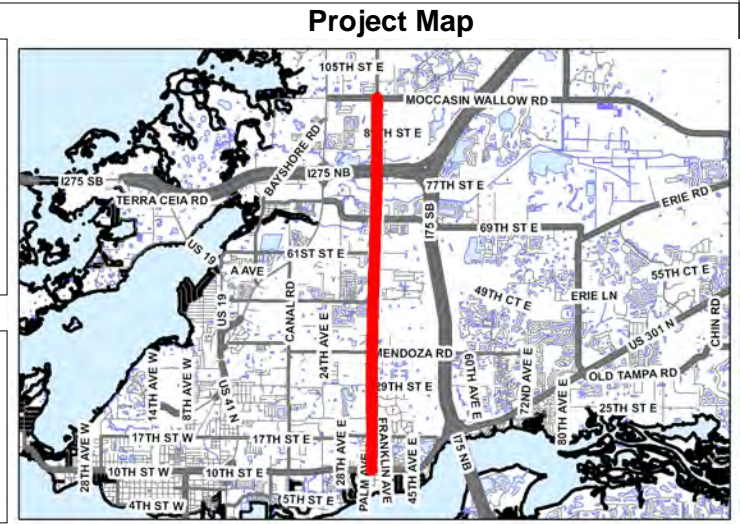 Project Map
105TH ST E
MOCCASIN WALLOW RD
BAYSHORE RD
I275 SB
I275 NB
77TH ST E
TERRA CEIA RD
ERIE RD
I75 SB
69TH ST E
US 19
61ST ST E
A AVE
55TH CT E
49TH CT E
ERIE LN
US 19
CANAL RD
24TH AVE E
US 301 N
CHIN RD
MENDOZA RD
14TH AVE W
8TH AVE W
US 41 N
29TH ST E
60TH AVE E
72ND AVE E
OLD TAMPA RD
80TH AVE E
25TH ST E
28TH AVE W
17TH ST W
17TH ST E
28TH AVE E
FRANKLIN AVE
45TH AVE E
I75 NB
10TH ST W
10TH ST E
4TH ST W
5TH ST E